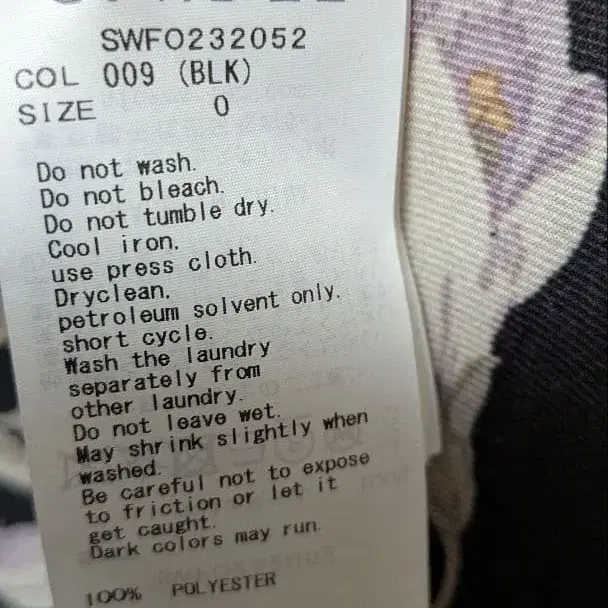 SWFO232052
COL 009 (BLK)
SIZE 0
Do not wash.
Do not bleach.
Do not tumble dry.
Cool iron.
use press cloth.
Dryclean.
petroleum solvent only.
short cycle.
Wash the laundry
separately from
other laundry.
Do not leave wet.
May shrink slightly when
washed.
Be careful not to expose
to friction or let it
get caught.
Dark colors may run.
100% POLYESTER